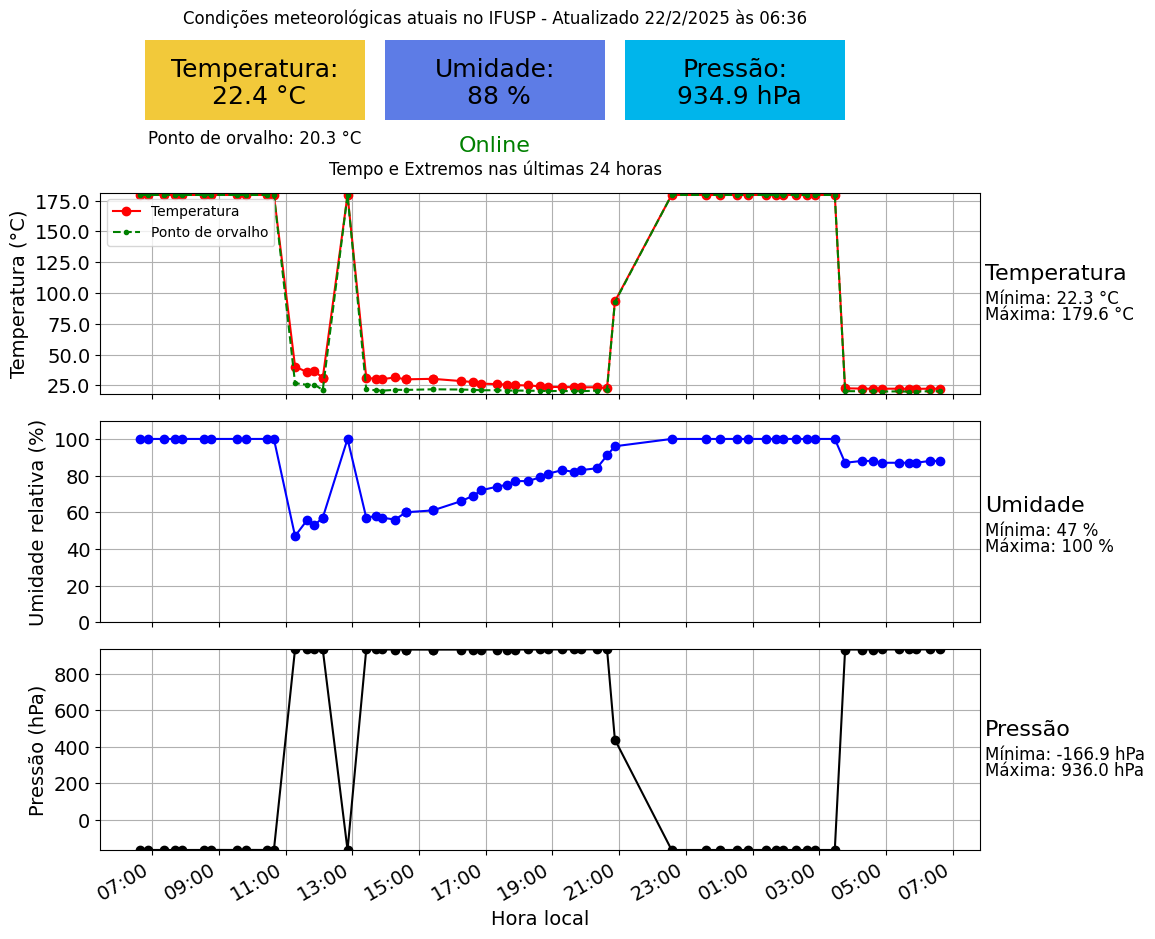 Condições meteorológicas atuais no IFUSP - Atualizado 22/2/2025 às 06:36
Temperatura:
22.4 °C
Umidade:
88 %
Pressão:
934.9 hPa
Ponto de orvalho: 20.3 °C
Online
Tempo e Extremos nas últimas 24 horas
Temperatura (°C)
175.0
150.0
125.0
100.0
75.0
50.0
25.0
Temperatura
Ponto de orvalho
Temperatura
Mínima: 22.3 °C
Máxima: 179.6 °C
Umidade relativa (%)
100
80
60
40
20
0
Umidade
Mínima: 47 %
Máxima: 100 %
Pressão (hPa)
800
600
400
200
0
Pressão
Mínima: -166.9 hPa
Máxima: 936.0 hPa
07:00
09:00
11:00
13:00
15:00
17:00
19:00
21:00
23:00
01:00
03:00
05:00
07:00
Hora local